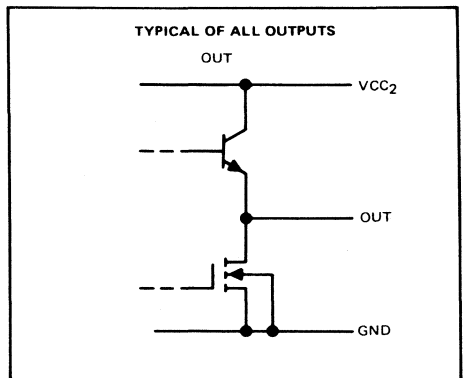 TYPICAL OF ALL OUTPUTS
OUT
VCC2
OUT
GND